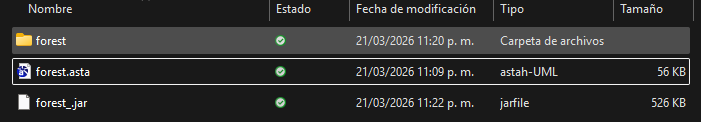 Nombre Estado Fecha de modificación Tipo Tamaño
forest 21/03/2026 11:20 p. m. Carpeta de archivos
forest.asta 21/03/2026 11:09 p. m. astah-UML 56 KB
forest_.jar 21/03/2026 11:22 p. m. jarfile 526 KB